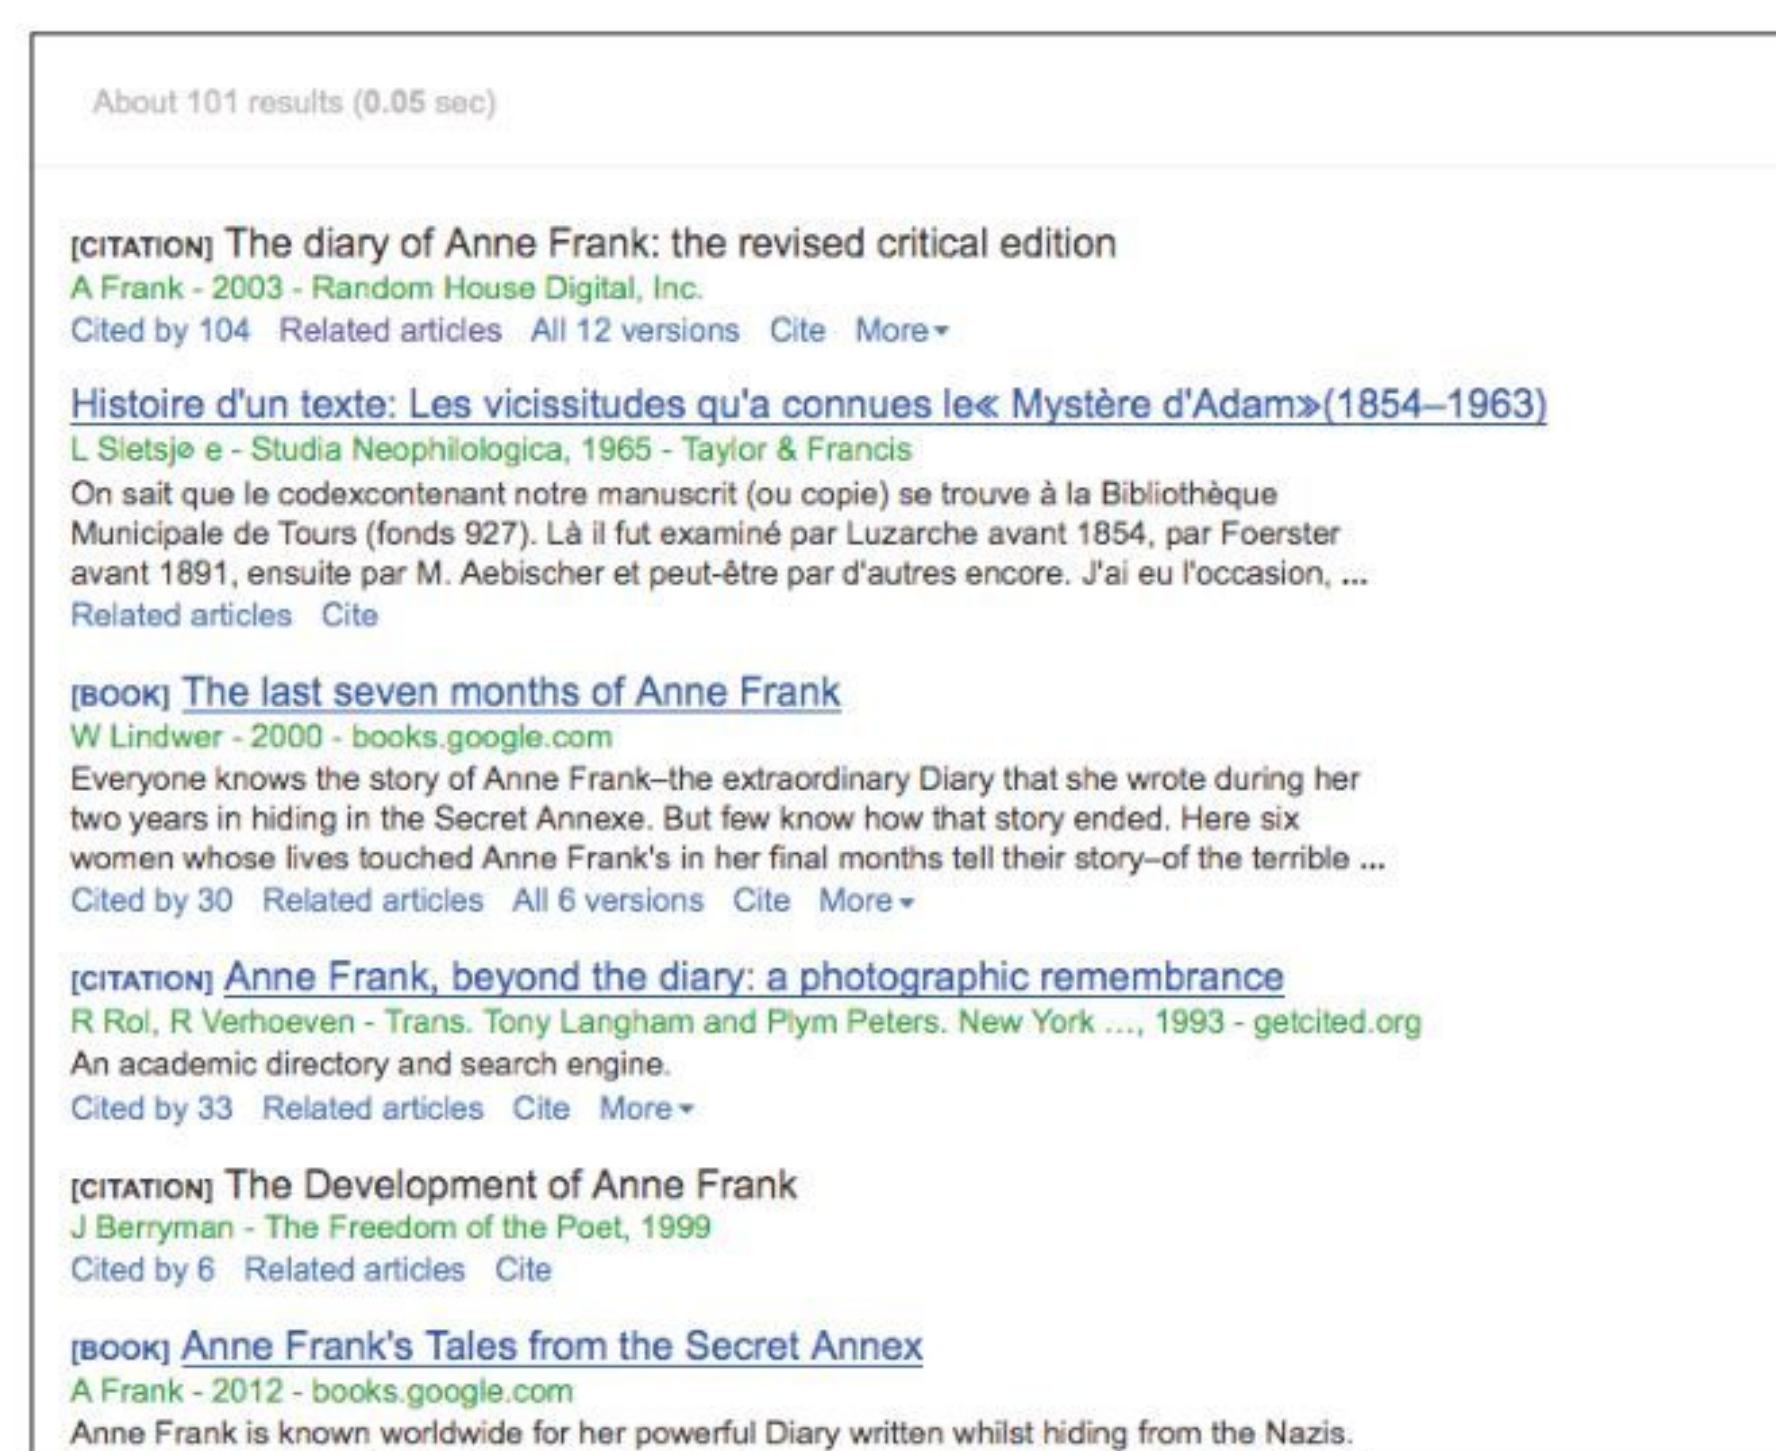 About 101 results (0.05 sec)
[CITATION] The diary of Anne Frank: the revised critical edition
A Frank - 2003 - Random House Digital, Inc.
Cited by 104 Related articles All 12 versions Cite More▾
Histoire d'un texte: Les vicissitudes qu'a connues le« Mystère d'Adam»(1854–1963)
L Sletsjø e - Studia Neophilologica, 1965 - Taylor & Francis
On sait que le codexcontenant notre manuscrit (ou copie) se trouve à la Bibliothèque
Municipale de Tours (fonds 927). Là il fut examiné par Luzarche avant 1854, par Foerster
avant 1891, ensuite par M. Aebischer et peut-être par d'autres encore. J'ai eu l'occasion, ...
Related articles Cite
[BOOK] The last seven months of Anne Frank
W Lindwer - 2000 - books.google.com
Everyone knows the story of Anne Frank–the extraordinary Diary that she wrote during her
two years in hiding in the Secret Annexe. But few know how that story ended. Here six
women whose lives touched Anne Frank's in her final months tell their story–of the terrible ...
Cited by 30 Related articles All 6 versions Cite More▾
[CITATION] Anne Frank, beyond the diary: a photographic remembrance
R Rol, R Verhoeven - Trans. Tony Langham and Plym Peters. New York ..., 1993 - getcited.org
An academic directory and search engine.
Cited by 33 Related articles Cite More▾
[CITATION] The Development of Anne Frank
J Berryman - The Freedom of the Poet, 1999
Cited by 6 Related articles Cite
[BOOK] Anne Frank's Tales from the Secret Annex
A Frank - 2012 - books.google.com
Anne Frank is known worldwide for her powerful Diary written whilst hiding from the Nazis.